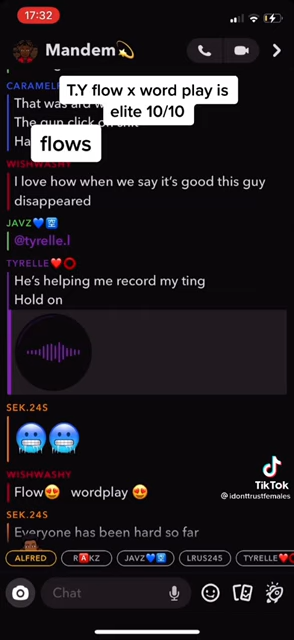 17:32
Mandem💫
CARAMEL
T.Y flow x word play is
elite 10/10
That was
The gun click
Ha
flows
WISHWASHY
I love how when we say it's good this guy
disappeared
JAVZ💙🥶
@tyrelle.l
TYRELLE❤️⭕
He's helping me record my ting
Hold on
SEK.24S
🥶🥶
WISHWASHY
Flow😍 wordplay 😍
SEK.24S
Everyone has been hard so far
TikTok
@idonttrustfemales
ALFRED R🅰️KZ JAVZ💙🥶 LRUS245 TYRELLE❤️⭕
Chat